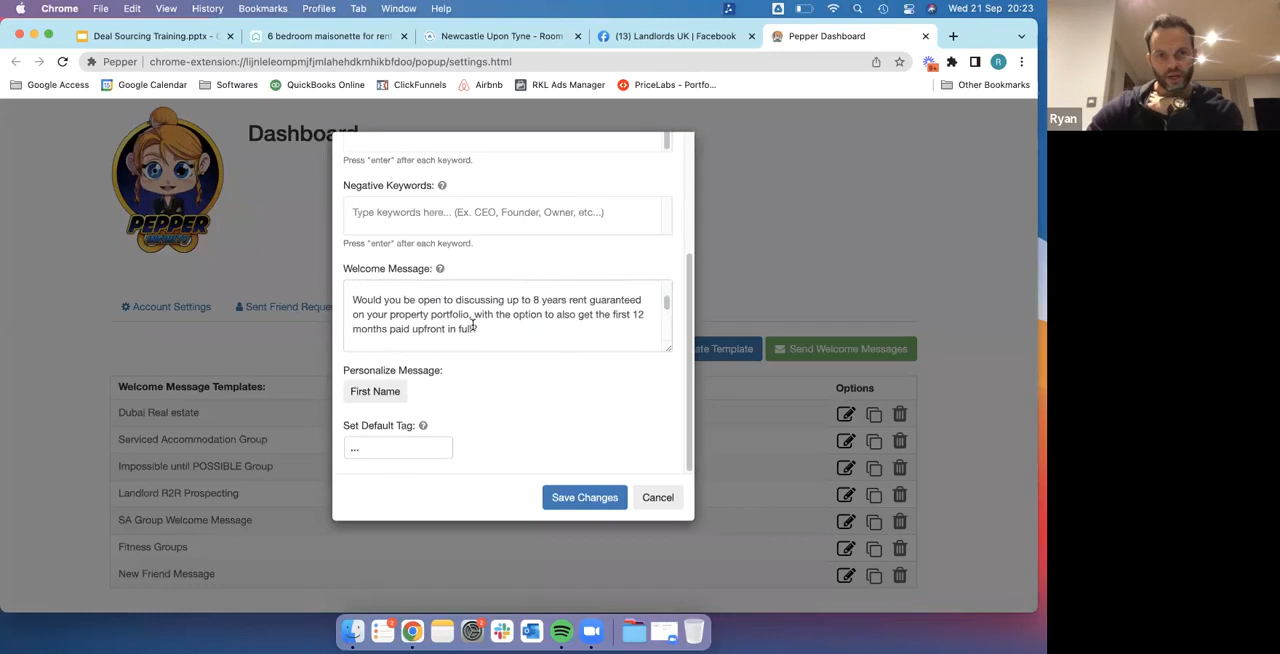 Chrome File Edit View History Bookmarks Profiles Tab Window Help Wed 21 Sep 20:23
Deal Sourcing Training.pptx - 6 bedroom maisonette for rent Newcastle Upon Tyne - Room (13) Landlords UK | Facebook Pepper Dashboard
Pepper chrome-extension://lijnleleompmjfjmlahehdkmhikbfdoo/popup/settings.html
Google Access Google Calendar Softwares QuickBooks Online ClickFunnels Airbnb RKL Ads Manager PriceLabs - Portfo... Other Bookmarks
Ryan
Dashboard
PEPPER
Press "enter" after each keyword.
Negative Keywords:
Type keywords here... (Ex. CEO, Founder, Owner, etc...)
Press "enter" after each keyword.
Welcome Message:
Would you be open to discussing up to 8 years rent guaranteed
on your property portfolio, with the option to also get the first 12
months paid upfront in full
Personalize Message:
First Name
Set Default Tag:
...
Save Changes Cancel
Account Settings Sent Friend Reque
ate Template Send Welcome Messages
Welcome Message Templates: Options
Dubai Real estate
Serviced Accommodation Group
Impossible until POSSIBLE Group
Landlord R2R Prospecting
SA Group Welcome Message
Fitness Groups
New Friend Message